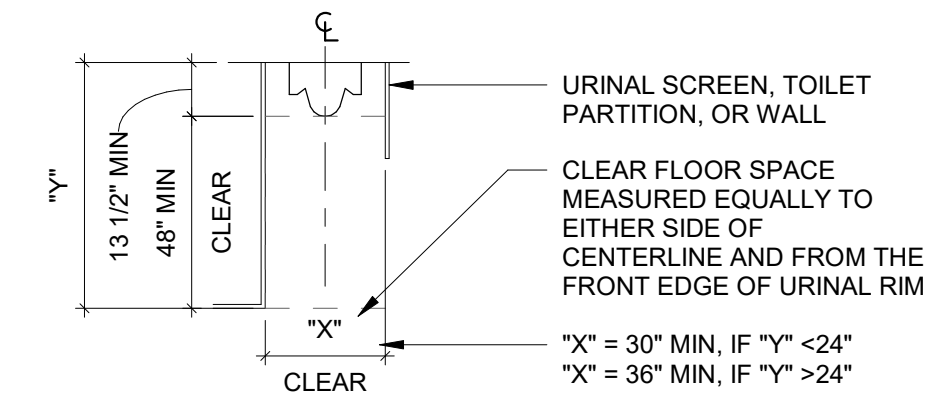 ℄
URINAL SCREEN, TOILET
PARTITION, OR WALL
"Y"
13 1/2" MIN
48" MIN
CLEAR
CLEAR FLOOR SPACE
MEASURED EQUALLY TO
EITHER SIDE OF
CENTERLINE AND FROM THE
FRONT EDGE OF URINAL RIM
"X"
CLEAR
"X" = 30" MIN, IF "Y" <24"
"X" = 36" MIN, IF "Y" >24"